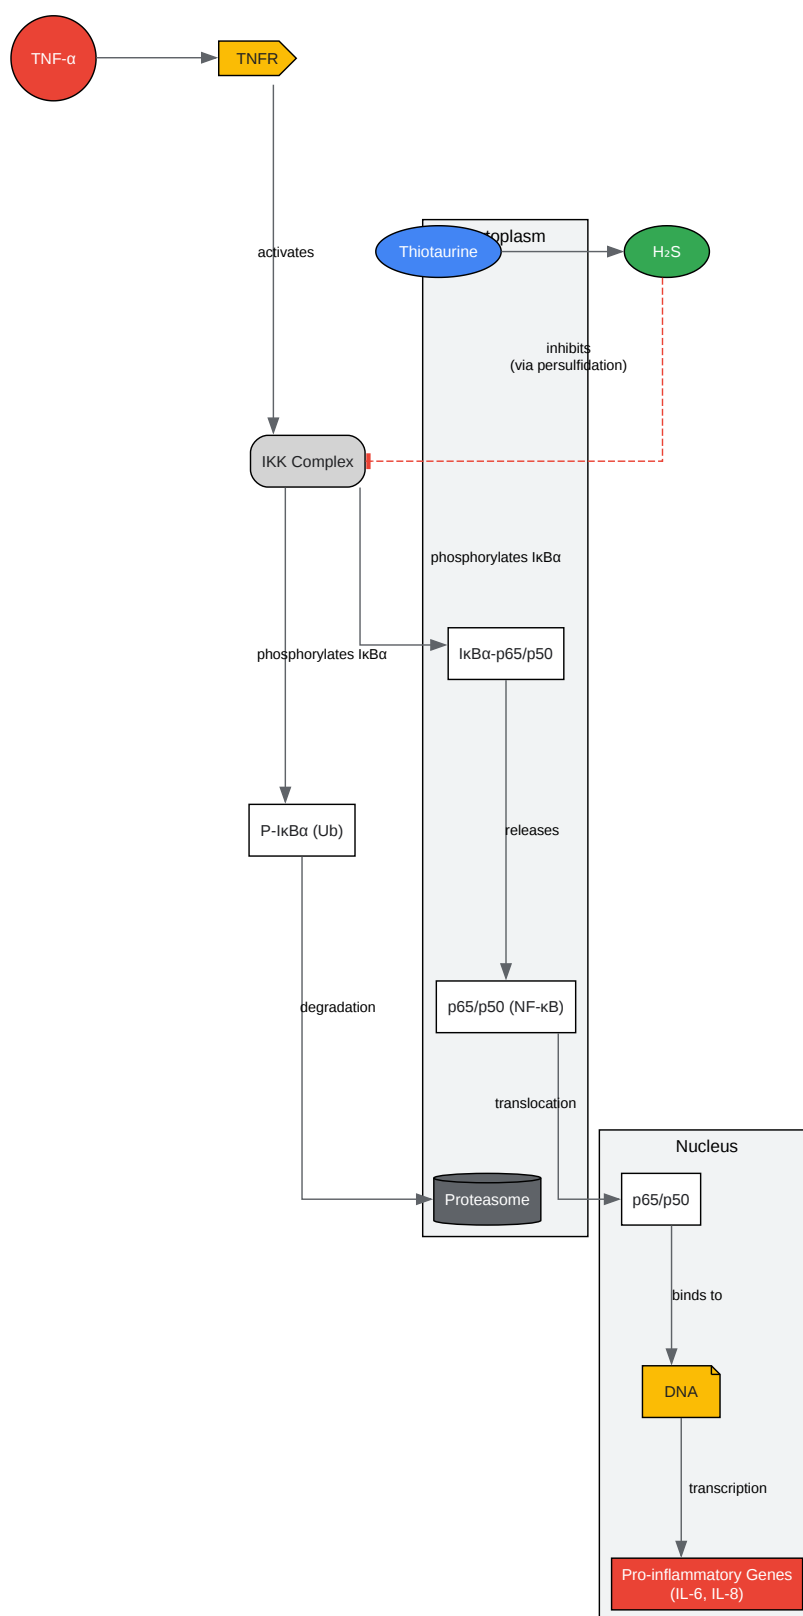 TNF-α
TNFR
toplasm
Thiotaurine
H₂S
activates
inhibits
(via persulfidation)
IKK Complex
phosphorylates IκBα
phosphorylates IκBα
IκBα-p65/p50
P-IκBα (Ub)
releases
degradation
p65/p50 (NF-κB)
translocation
Nucleus
Proteasome
p65/p50
binds to
DNA
transcription
Pro-inflammatory Genes
(IL-6, IL-8)